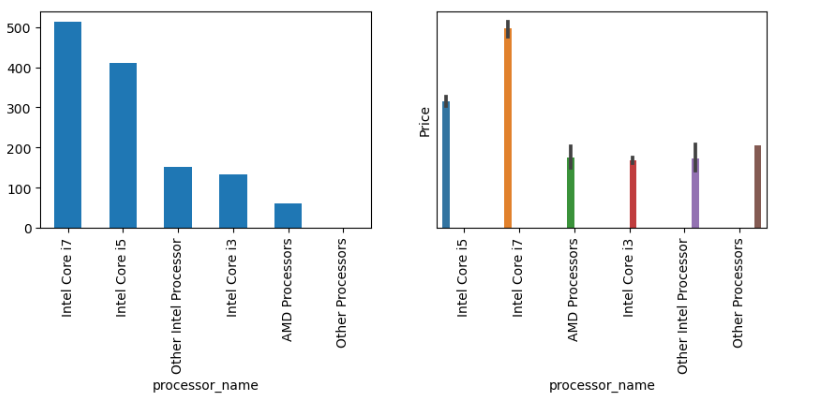 500
400
300
200
100
0
Intel Core i7
Intel Core i5
Other Intel Processor
Intel Core i3
AMD Processors
Other Processors
processor_name
Price
Intel Core i5
Intel Core i7
AMD Processors
Intel Core i3
Other Intel Processor
Other Processors
processor_name